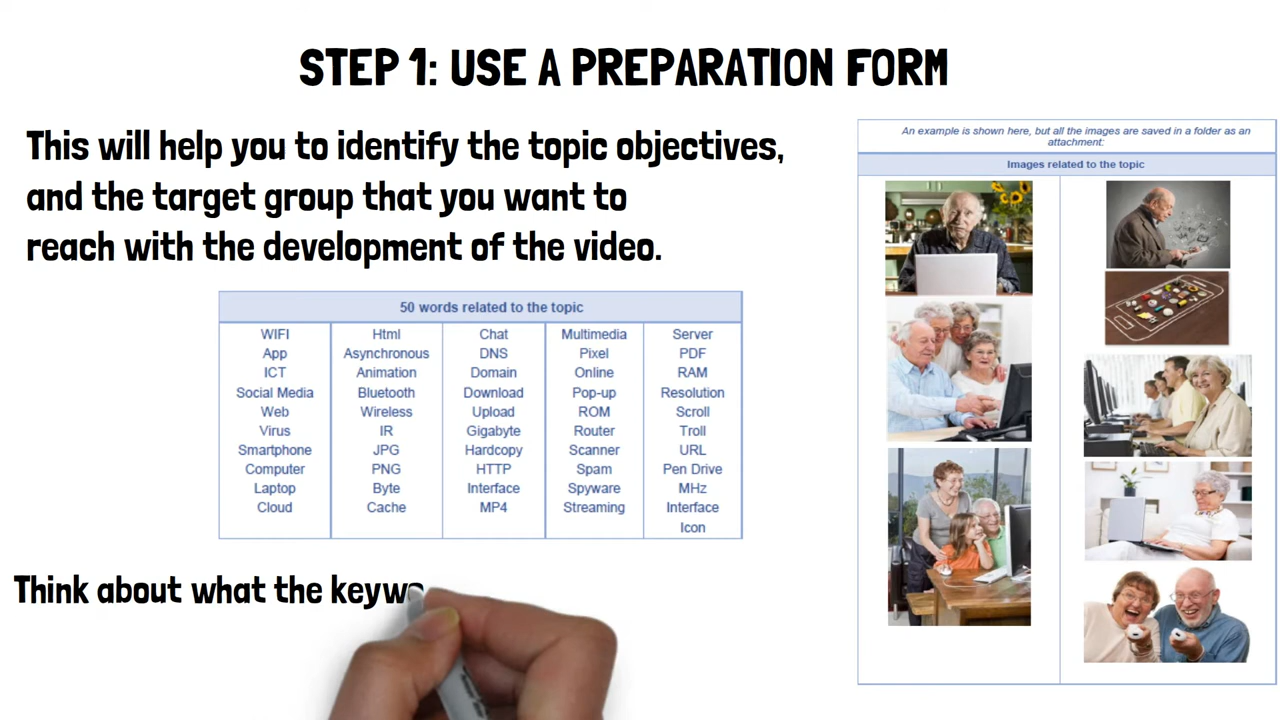 STEP 1: USE A PREPARATION FORM
This will help you to identify the topic objectives,
and the target group that you want to
reach with the development of the video.
An example is shown here, but all the images are saved in a folder as an
attachment:
Images related to the topic
50 words related to the topic
WIFI Html Chat Multimedia Server
App Asynchronous DNS Pixel PDF
ICT Animation Domain Online RAM
Social Media Bluetooth Download Pop-up Resolution
Web Wireless Upload ROM Scroll
Virus IR Gigabyte Router Troll
Smartphone JPG Hardcopy Scanner URL
Computer PNG HTTP Spam Pen Drive
Laptop Byte Interface Spyware MHz
Cloud Cache MP4 Streaming Interface
Icon
Think about what the keyw